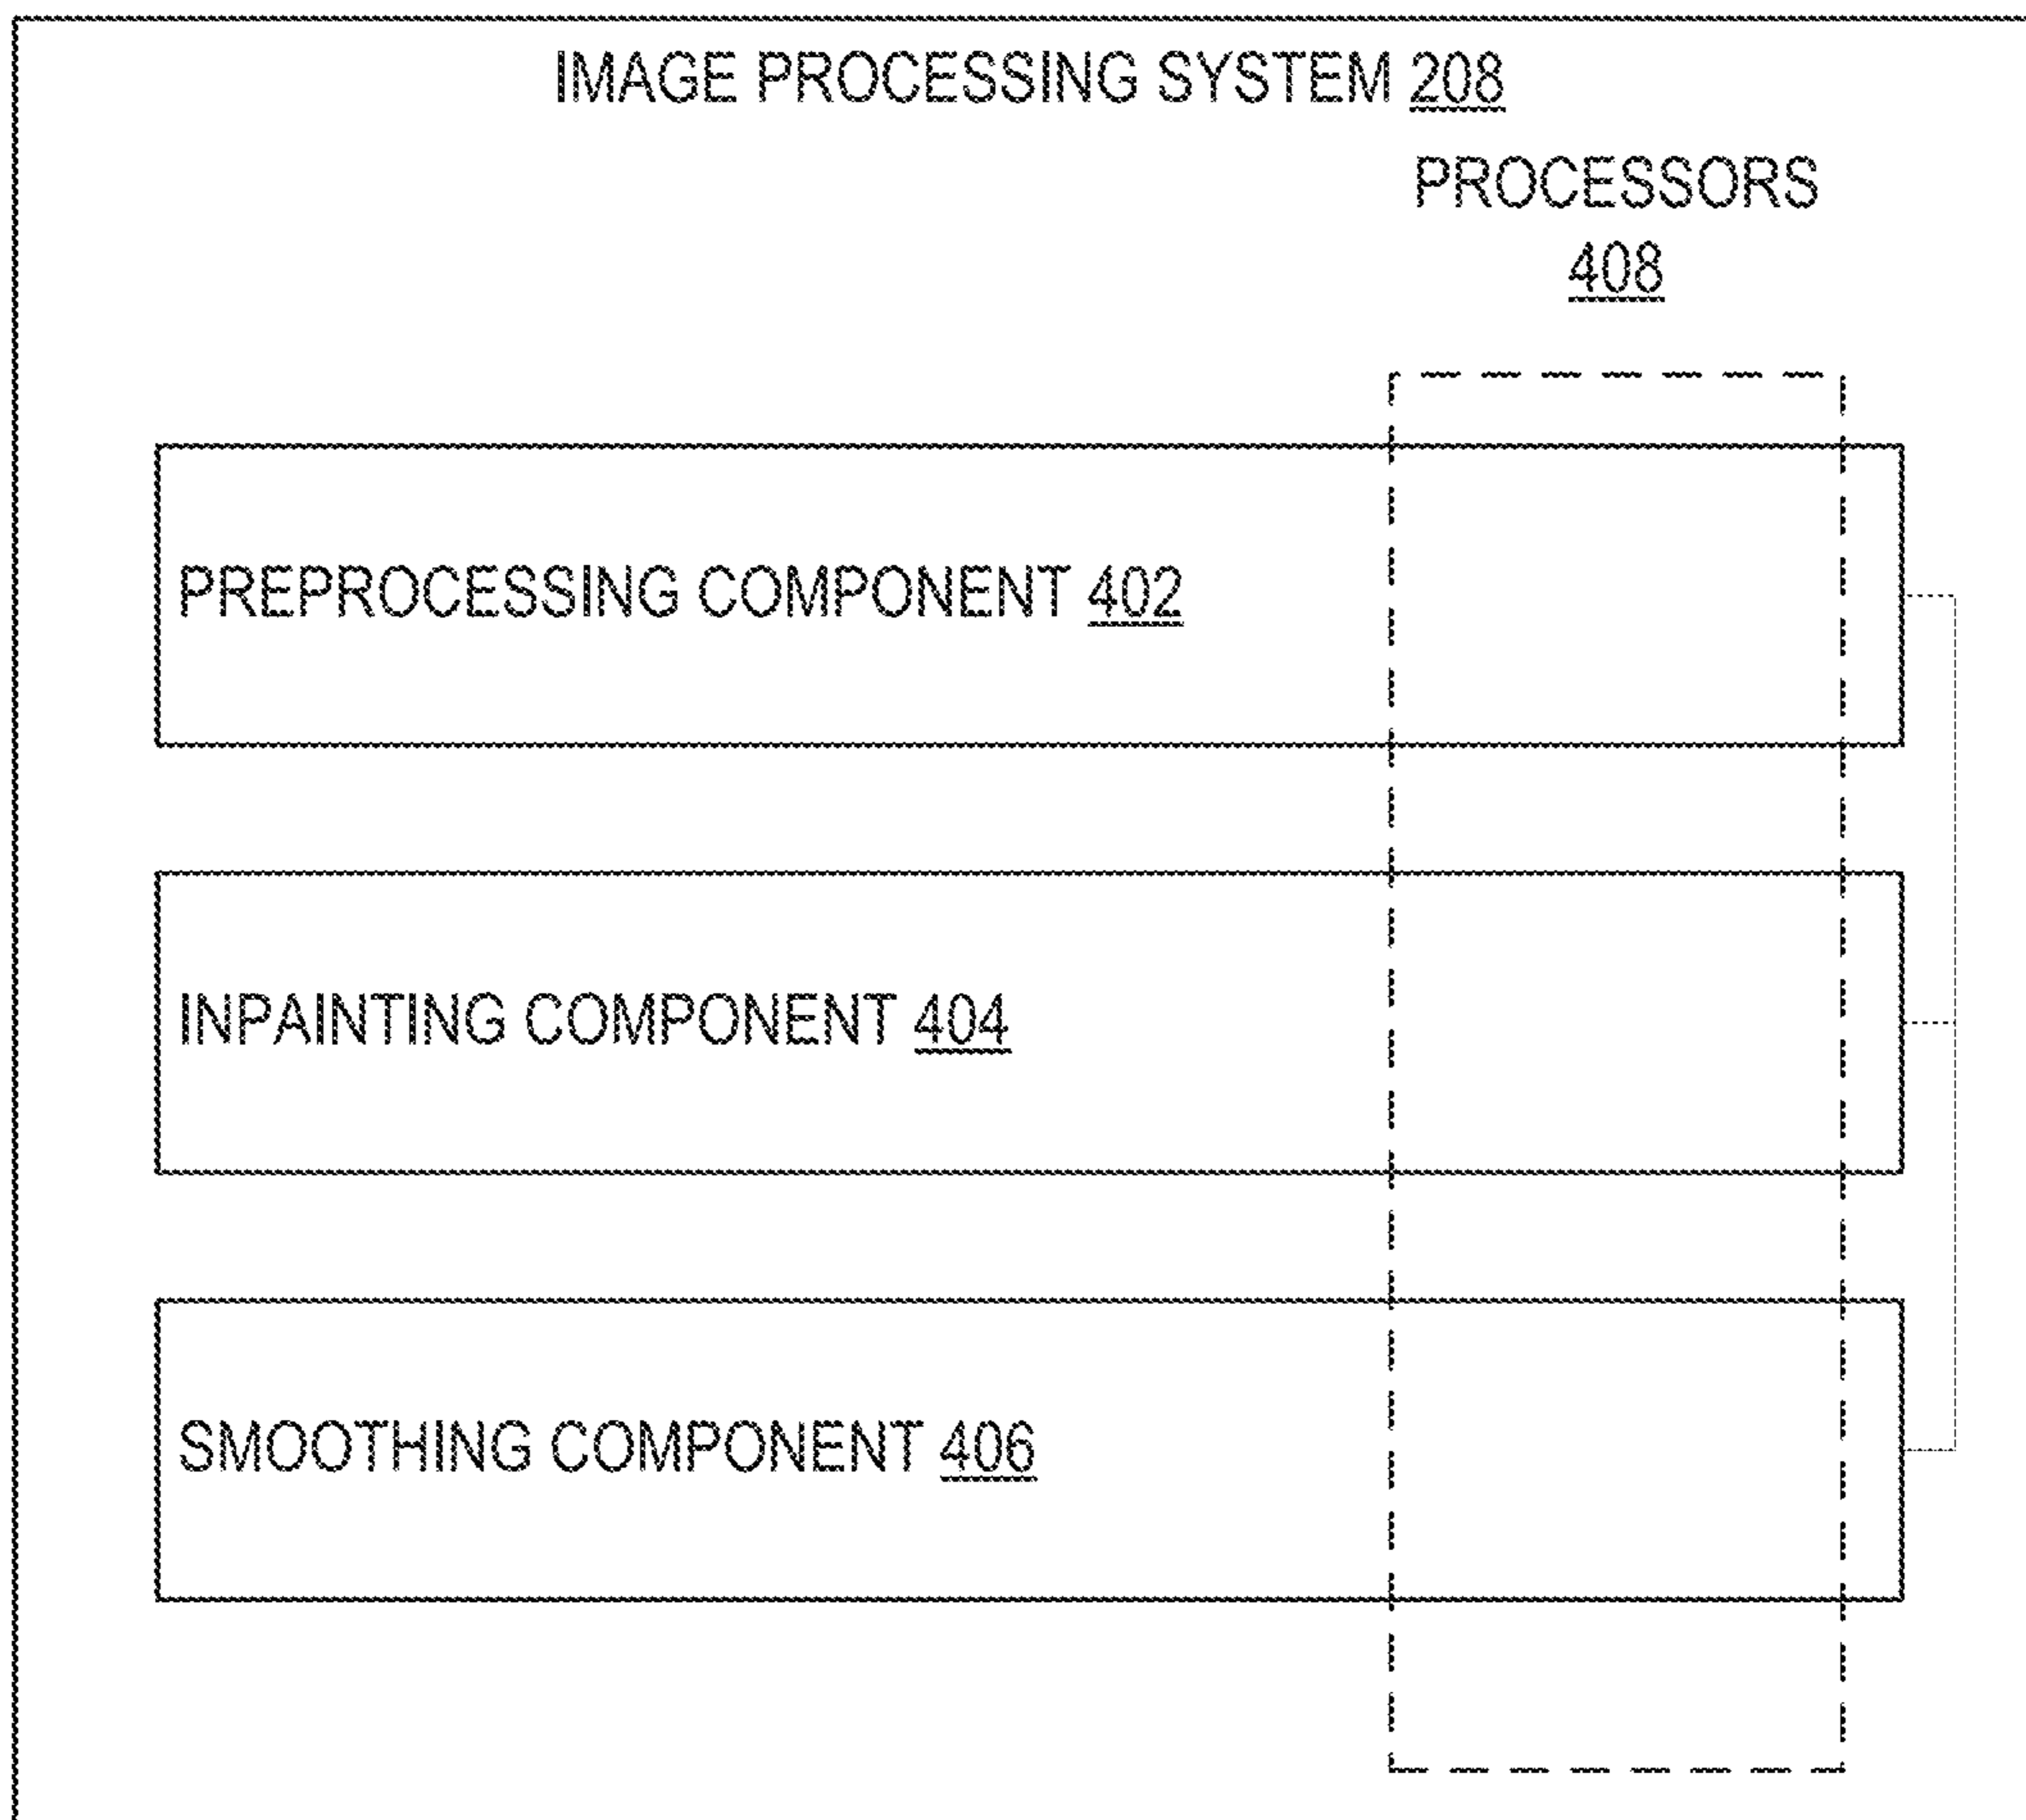 IMAGE PROCESSING SYSTEM 208
PROCESSORS
408
PREPROCESSING COMPONENT 402
INPAINTING COMPONENT 404
SMOOTHING COMPONENT 406